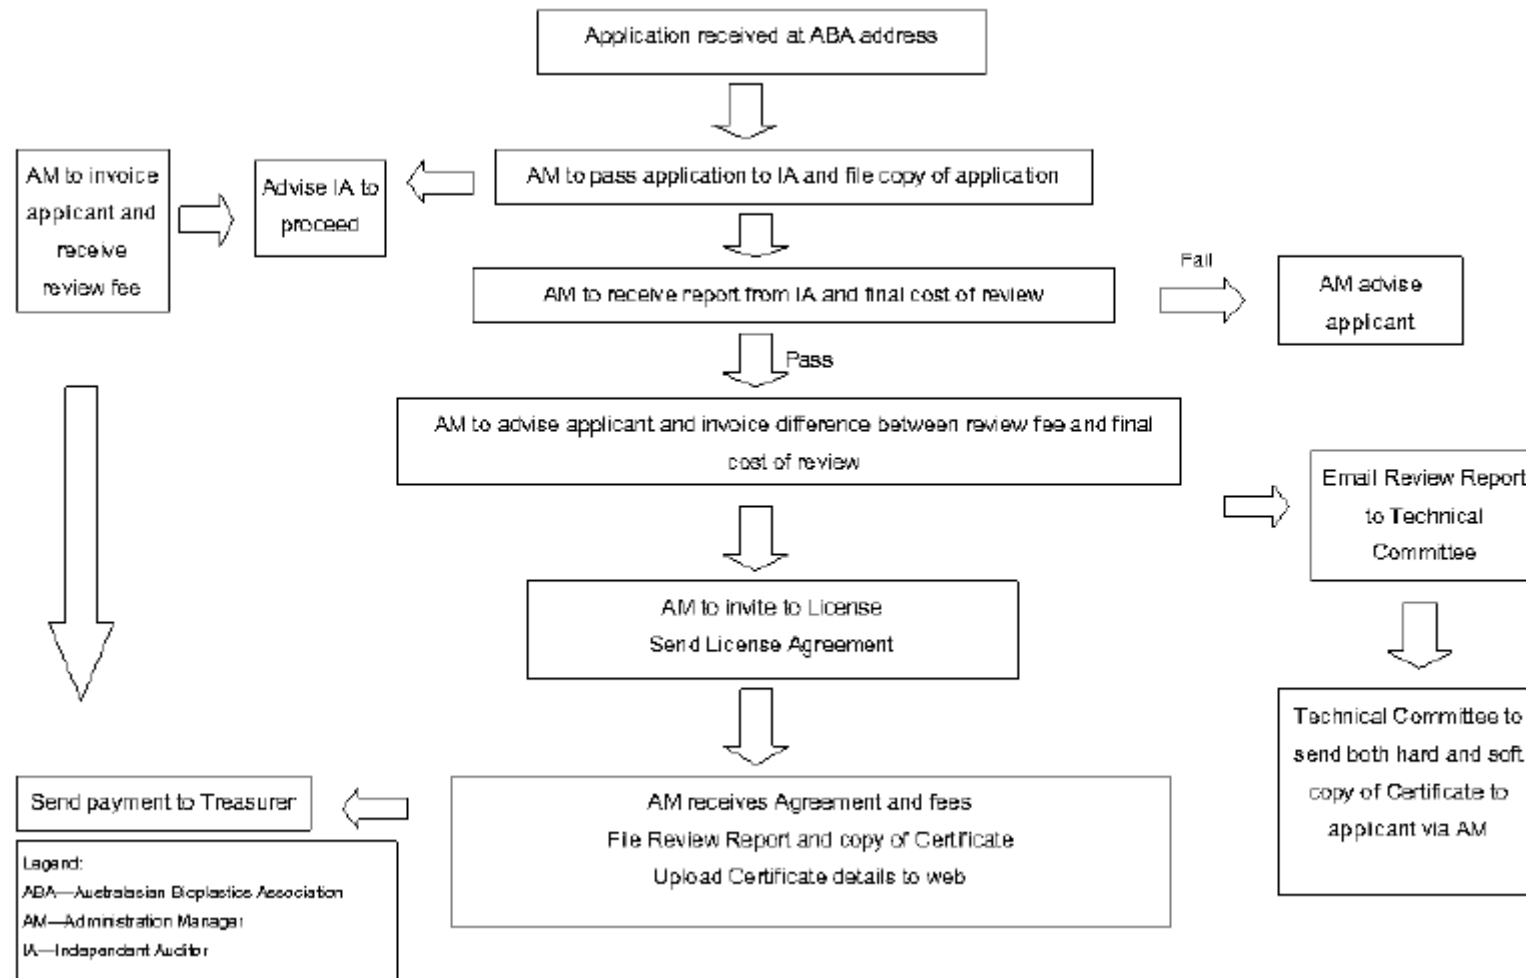 Application received at ABA address
AM to invoice
applicant and
receive
review fee
Advise IA to
proceed
AM to pass application to IA and file copy of application
AM to receive report from IA and final cost of review
Fail
AM advise
applicant
Pass
AM to advise applicant and invoice difference between review fee and final
cost of review
Email Review Report
to Technical
Committee
AM to invite to License
Send License Agreement
Technical Committee to
send both hard and soft
copy of Certificate to
applicant via AM
Send payment to Treasurer
AM receives Agreement and fees
File Review Report and copy of Certificate
Upload Certificate details to web
Legend:
ABA—Australasian Bioplastics Association
AM—Administration Manager
IA—Independent Auditor